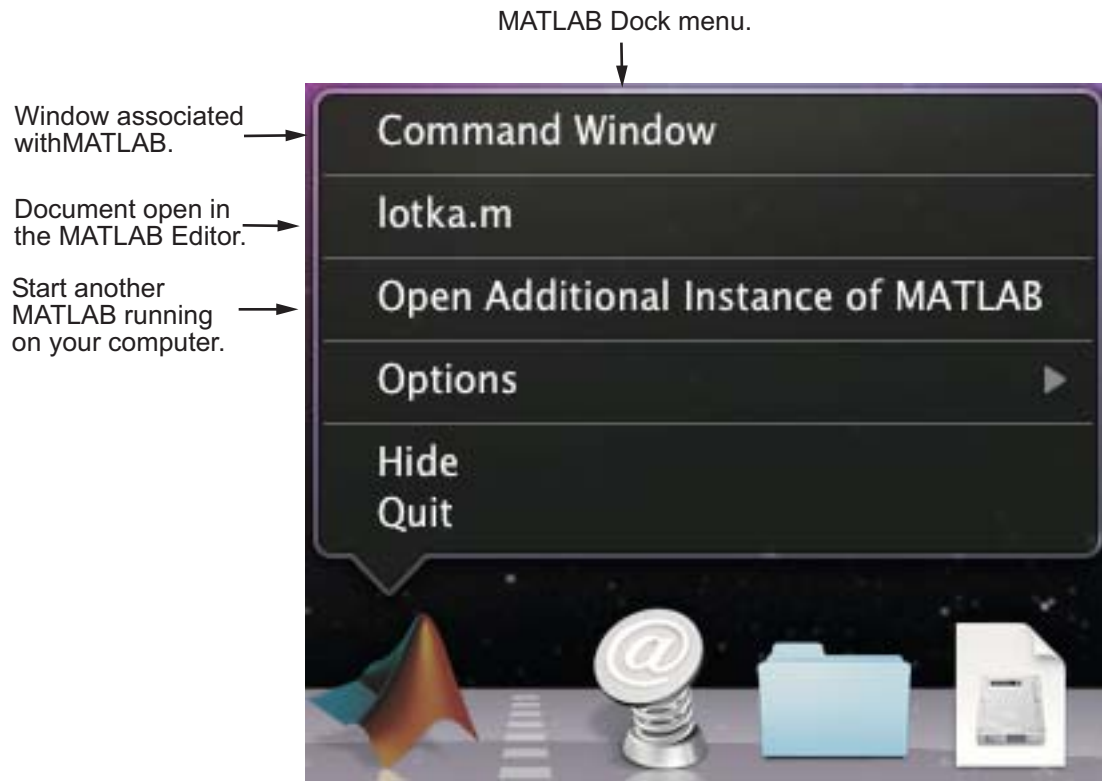 MATLAB Dock menu.
Window associated
withMATLAB.
Command Window
Document open in
the MATLAB Editor.
lotka.m
Start another
MATLAB running
on your computer.
Open Additional Instance of MATLAB
Options
Hide
Quit
@